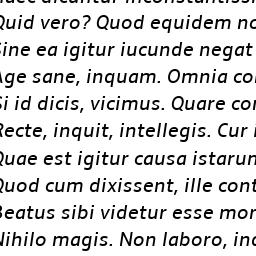 dicuntur
Quid vero? Quod equidem no
Sine ea igitur iucunde negat
Age sane, inquam. Omnia co
Si id dicis, vicimus. Quare co
Recte, inquit, intellegis. Cur i
Quae est igitur causa istarun
Quod cum dixissent, ille cont
Beatus sibi videtur esse mor
Nihilo magis. Non laboro, in